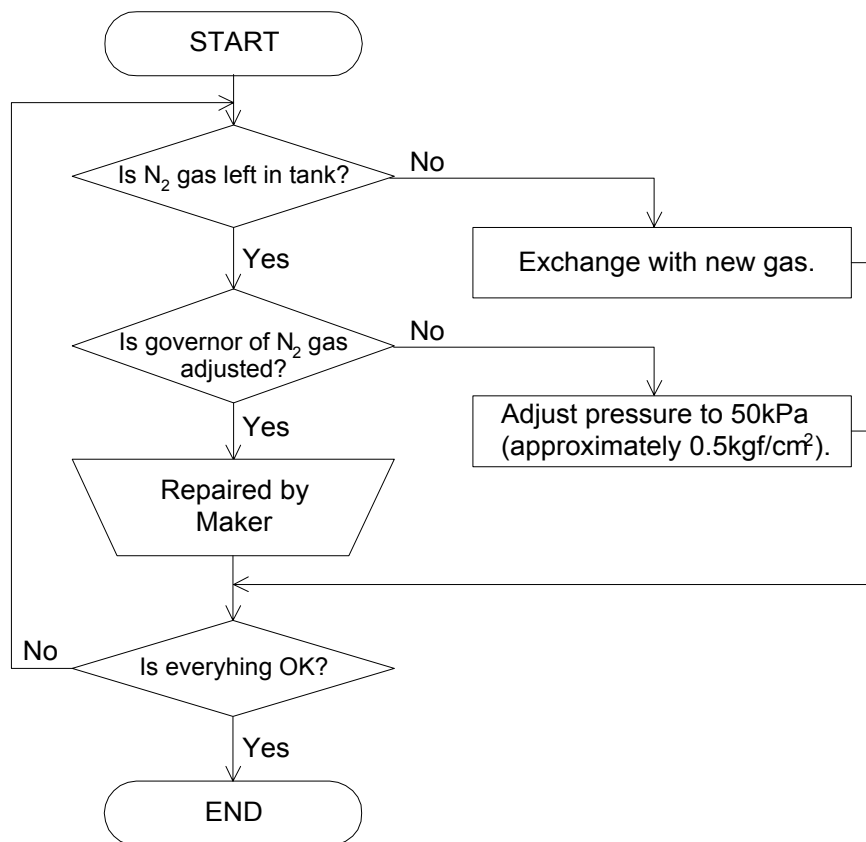 START
Is N₂ gas left in tank?
No
Exchange with new gas.
Yes
Is governor of N₂ gas
adjusted?
No
Adjust pressure to 50kPa
(approximately 0.5kgf/cm²).
Yes
Repaired by
Maker
Is everyhing OK?
No
Yes
END